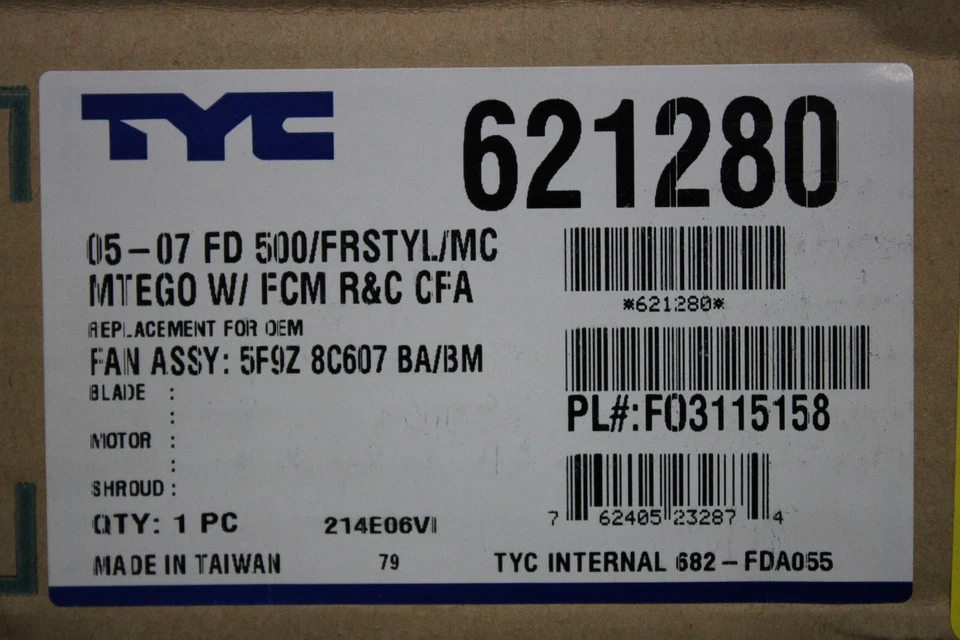 TYC
621280
05-07 FD 500/FRSTYL/MC
MTEGO W/ FCM R&C CFA
*621280*
REPLACEMENT FOR OEM
FAN ASSY: 5F9Z 8C607 BA/BM
BLADE :
:
PL#:FO3115158
MOTOR :
:
SHROUD :
QTY: 1 PC
214E06VI
7 62405 23287 4
MADE IN TAIWAN
79
TYC INTERNAL 682-FDA055